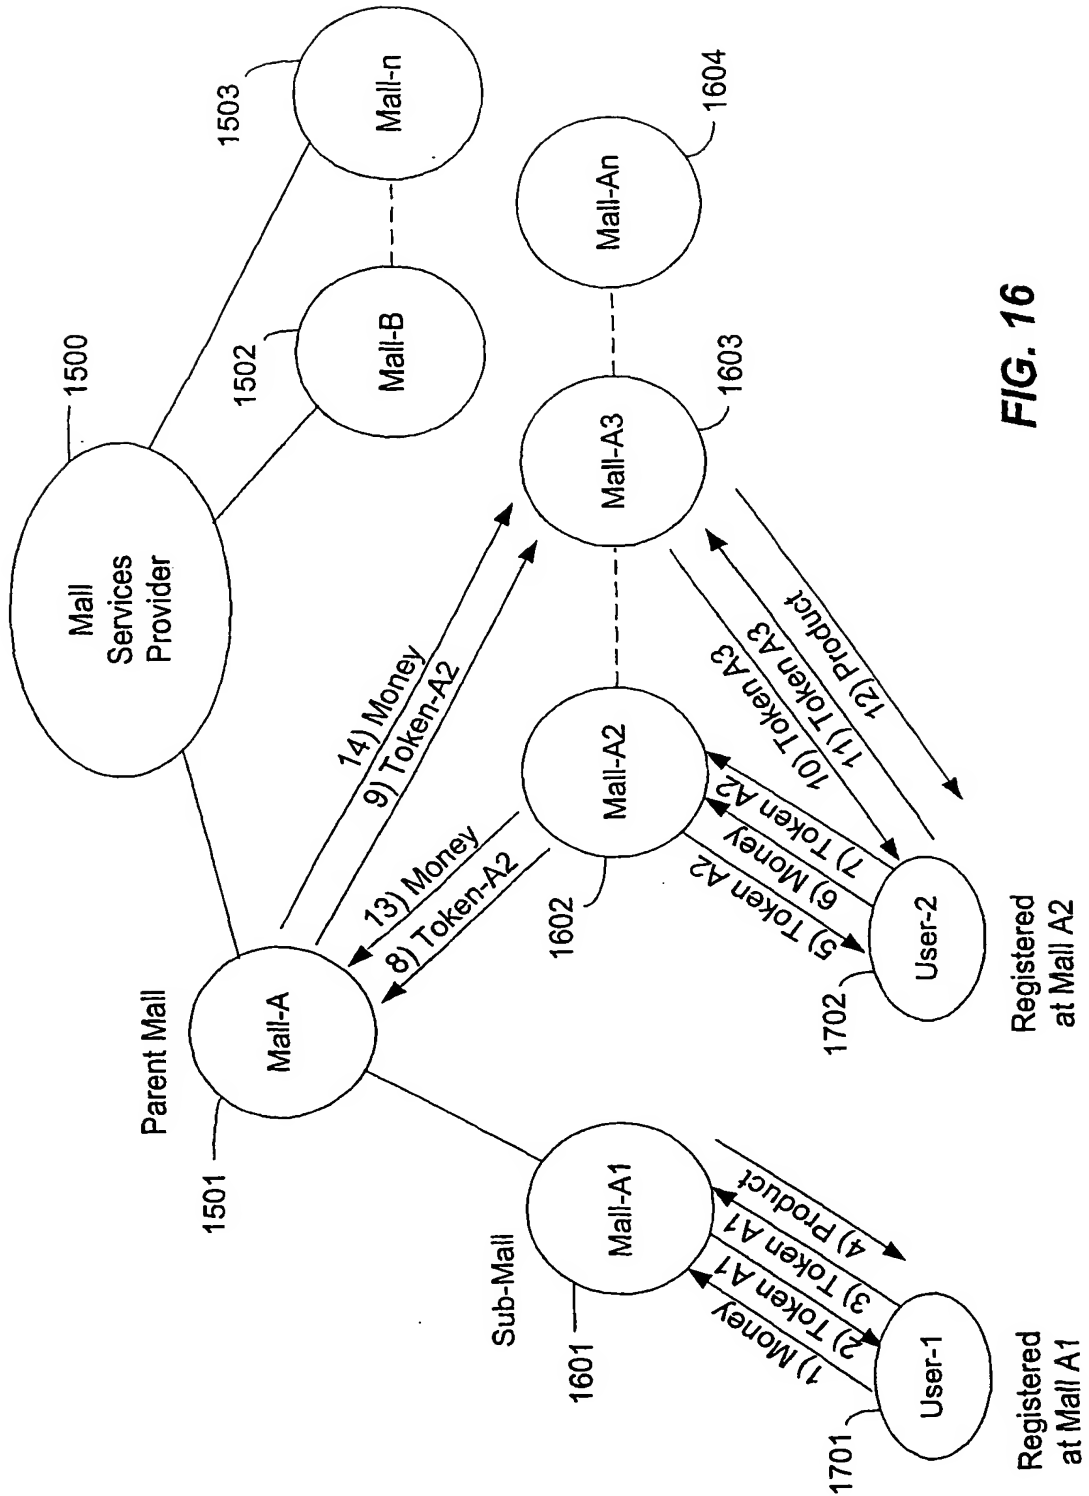 1500
Mall
Services
Provider
1503
Mall-n
1502
Mall-B
Parent Mall
1501
Mall-A
14) Money
9) Token-A2
13) Money
8) Token-A2
Sub-Mall
1601
Mall-A1
1602
Mall-A2
Mall-A3
1603
Mall-An
1604
1) Money
2) Token A1
3) Token A1
4) Product
5) Token A2
6) Money
7) Token A2
10) Token A3
11) Token A3
12) Product
1701
User-1
Registered
at Mall A1
1702
User-2
Registered
at Mall A2
FIG. 16